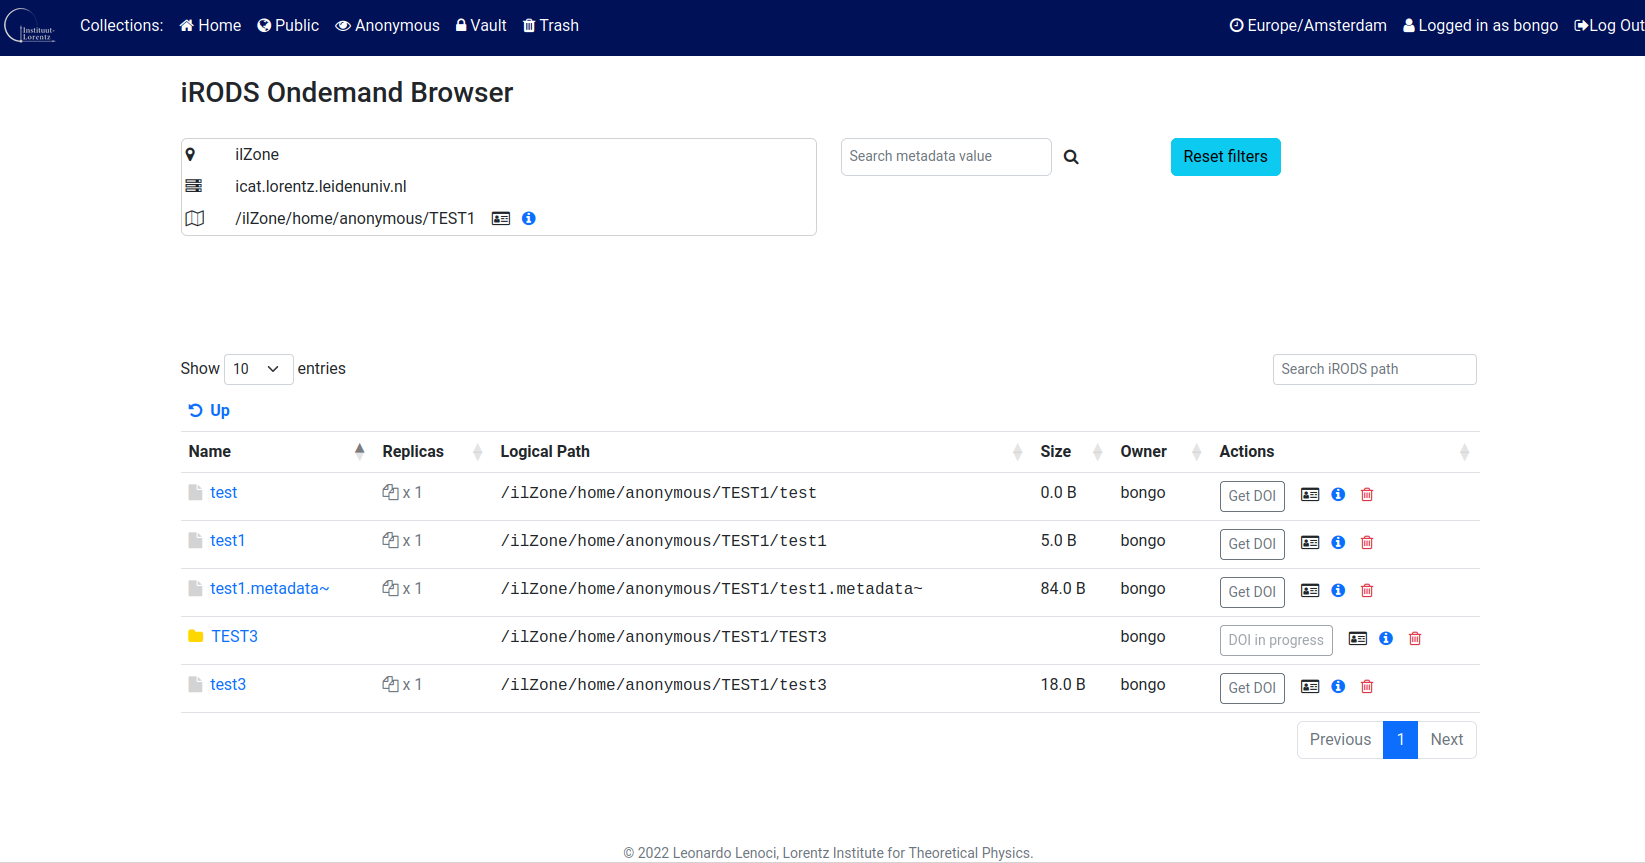 Instituut-
Lorentz
Collections: Home Public Anonymous Vault Trash Europe/Amsterdam Logged in as bongo Log Out
iRODS Ondemand Browser
ilZone
icat.lorentz.leidenuniv.nl
/ilZone/home/anonymous/TEST1
Search metadata value
Reset filters
Show 10 entries
Search iRODS path
Up
Name Replicas Logical Path Size Owner Actions
test x 1 /ilZone/home/anonymous/TEST1/test 0.0 B bongo Get DOI
test1 x 1 /ilZone/home/anonymous/TEST1/test1 5.0 B bongo Get DOI
test1.metadata~ x 1 /ilZone/home/anonymous/TEST1/test1.metadata~ 84.0 B bongo Get DOI
TEST3 /ilZone/home/anonymous/TEST1/TEST3 bongo DOI in progress
test3 x 1 /ilZone/home/anonymous/TEST1/test3 18.0 B bongo Get DOI
Previous 1 Next
© 2022 Leonardo Lenoci, Lorentz Institute for Theoretical Physics.